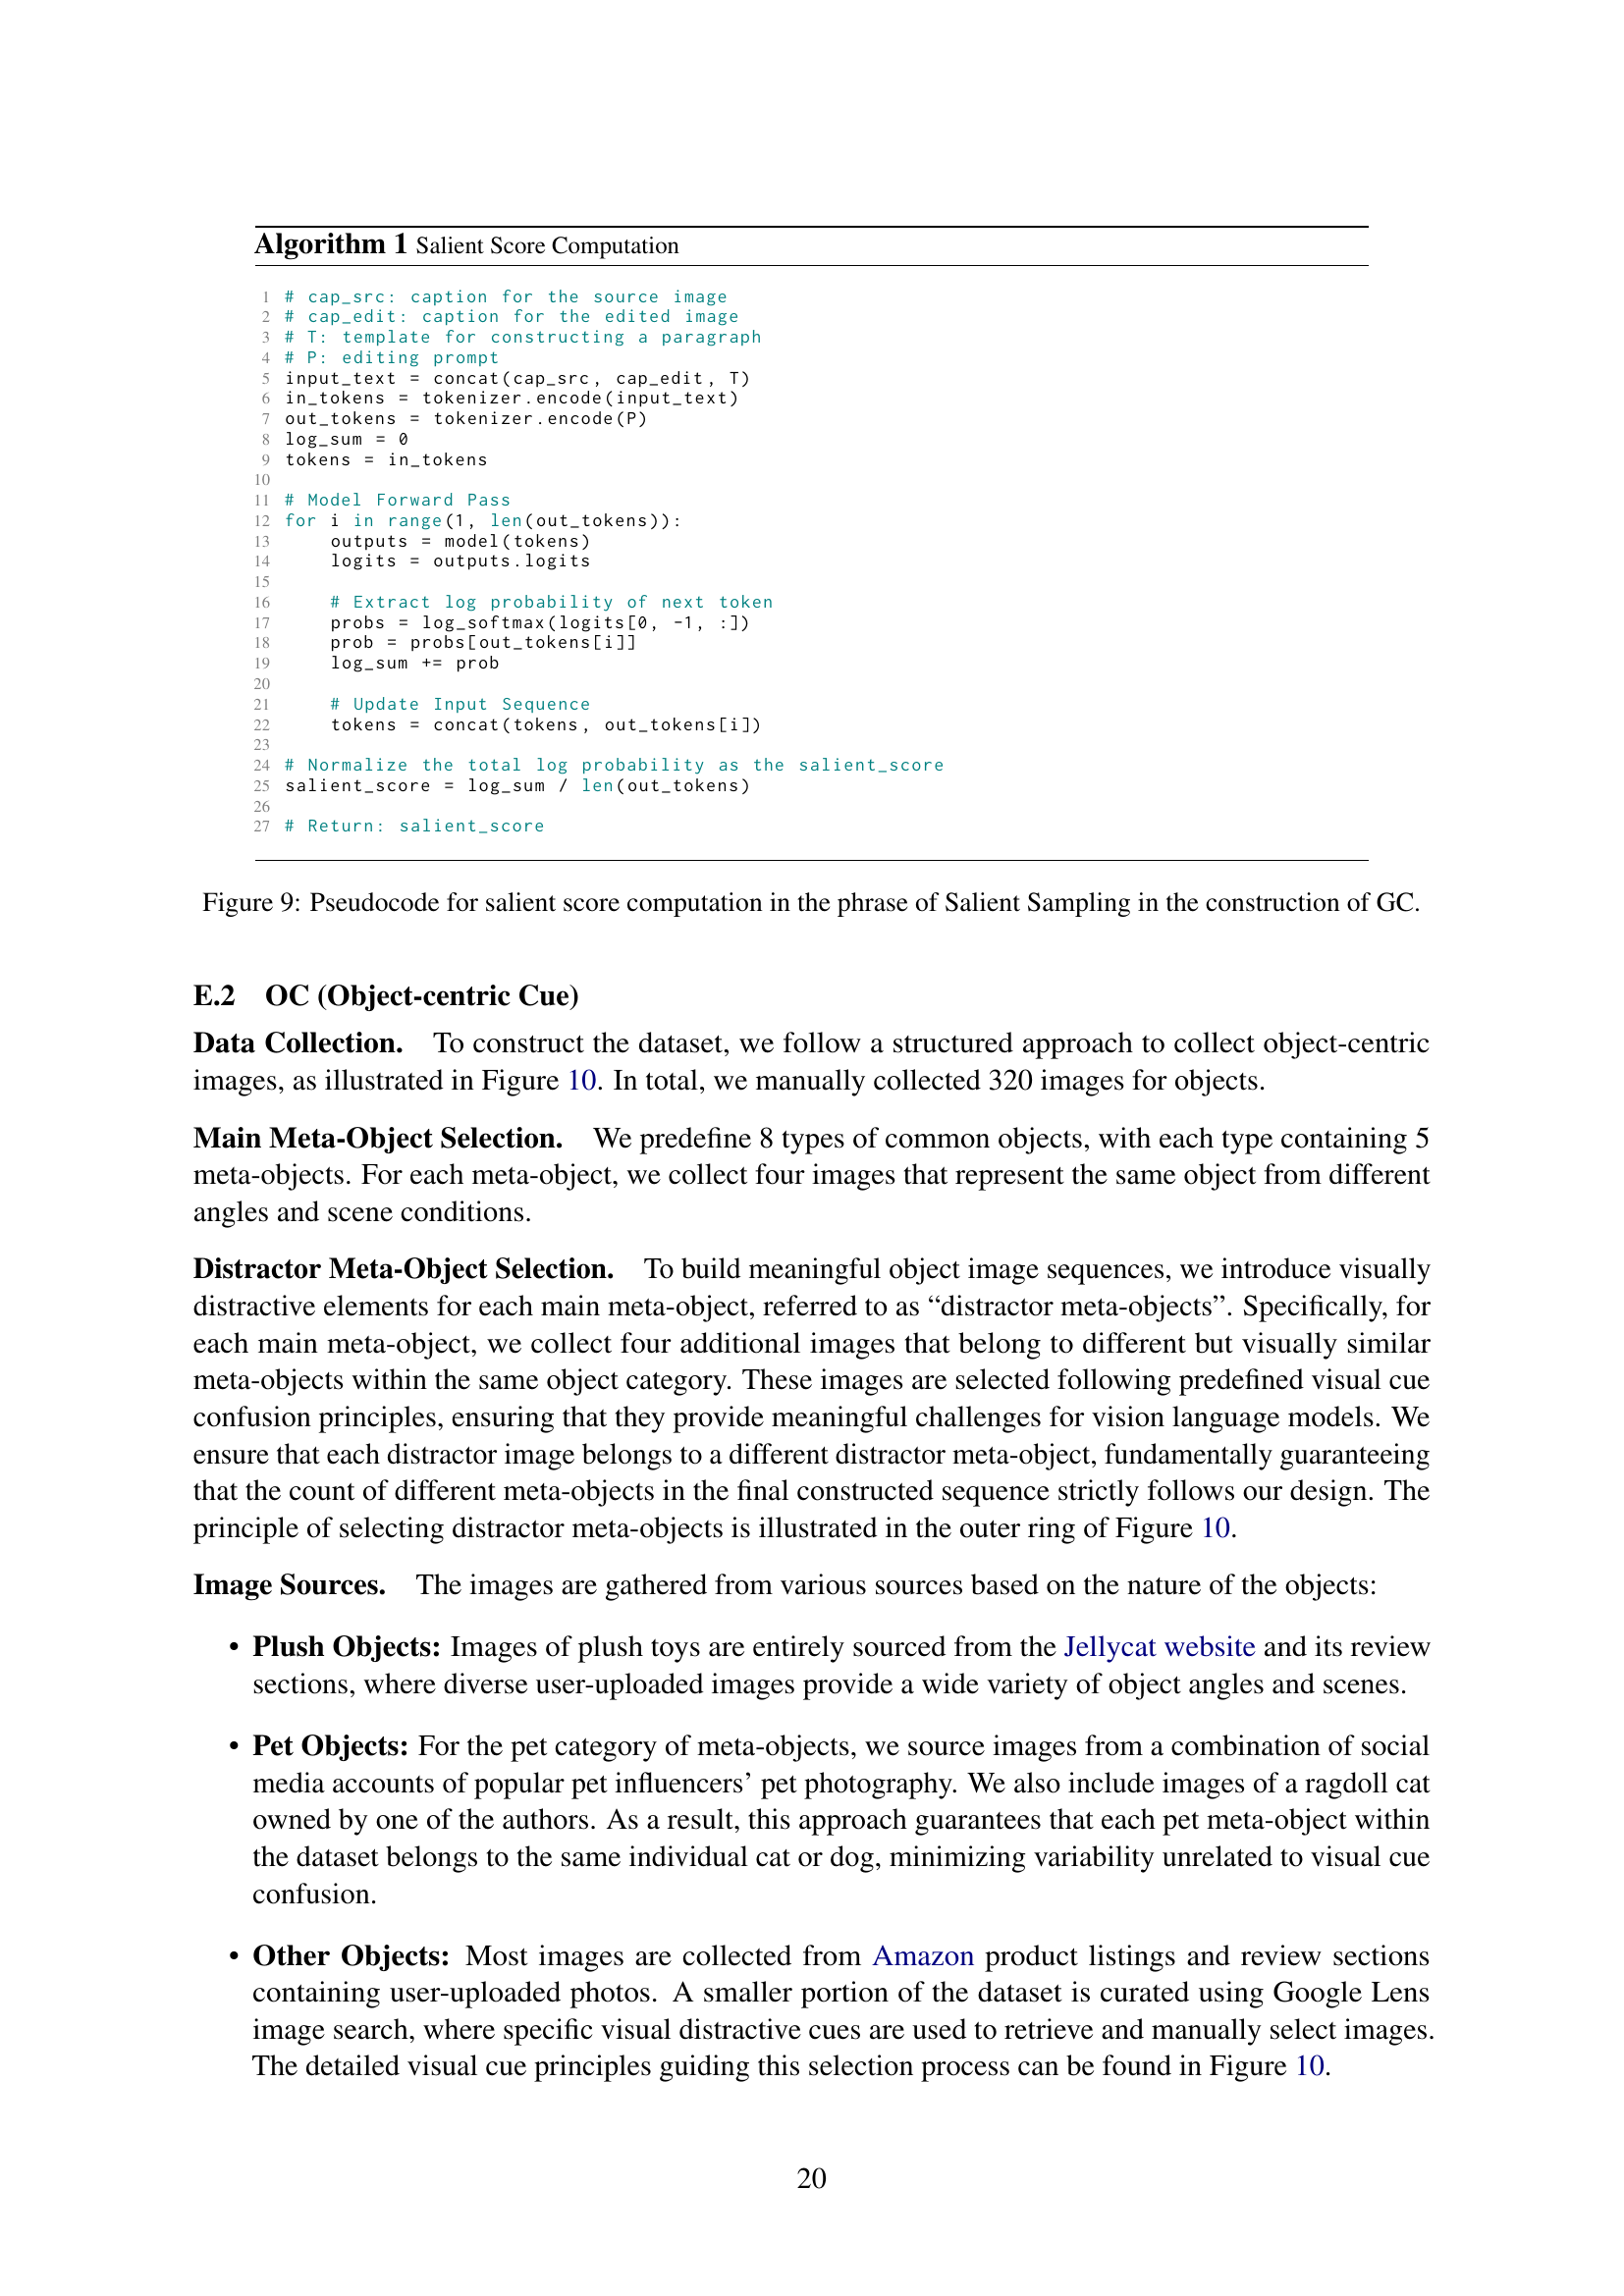 Algorithm 1 Salient Score Computation
1 # cap_src: caption for the source image
2 # cap_edit: caption for the edited image
3 # T: template for constructing a paragraph
4 # P: editing prompt
5 input_text = concat(cap_src, cap_edit, T)
6 in_tokens = tokenizer.encode(input_text)
7 out_tokens = tokenizer.encode(P)
8 log_sum = 0
9 tokens = in_tokens
10
11 # Model Forward Pass
12 for i in range(1, len(out_tokens)):
13     outputs = model(tokens)
14     logits = outputs.logits
15
16     # Extract log probability of next token
17     probs = log_softmax(logits[0, -1, :])
18     prob = probs[out_tokens[i]]
19     log_sum += prob
20
21     # Update Input Sequence
22     tokens = concat(tokens, out_tokens[i])
23
24 # Normalize the total log probability as the salient_score
25 salient_score = log_sum / len(out_tokens)
26
27 # Return: salient_score
Figure 9: Pseudocode for salient score computation in the phrase of Salient Sampling in the construction of GC.
E.2 OC (Object-centric Cue)
Data Collection. To construct the dataset, we follow a structured approach to collect object-centric
images, as illustrated in Figure 10. In total, we manually collected 320 images for objects.
Main Meta-Object Selection. We predefine 8 types of common objects, with each type containing 5
meta-objects. For each meta-object, we collect four images that represent the same object from different
angles and scene conditions.
Distractor Meta-Object Selection. To build meaningful object image sequences, we introduce visually
distractive elements for each main meta-object, referred to as “distractor meta-objects”. Specifically, for
each main meta-object, we collect four additional images that belong to different but visually similar
meta-objects within the same object category. These images are selected following predefined visual cue
confusion principles, ensuring that they provide meaningful challenges for vision language models. We
ensure that each distractor image belongs to a different distractor meta-object, fundamentally guaranteeing
that the count of different meta-objects in the final constructed sequence strictly follows our design. The
principle of selecting distractor meta-objects is illustrated in the outer ring of Figure 10.
Image Sources. The images are gathered from various sources based on the nature of the objects:
• Plush Objects: Images of plush toys are entirely sourced from the Jellycat website and its review
sections, where diverse user-uploaded images provide a wide variety of object angles and scenes.
• Pet Objects: For the pet category of meta-objects, we source images from a combination of social
media accounts of popular pet influencers’ pet photography. We also include images of a ragdoll cat
owned by one of the authors. As a result, this approach guarantees that each pet meta-object within
the dataset belongs to the same individual cat or dog, minimizing variability unrelated to visual cue
confusion.
• Other Objects: Most images are collected from Amazon product listings and review sections
containing user-uploaded photos. A smaller portion of the dataset is curated using Google Lens
image search, where specific visual distractive cues are used to retrieve and manually select images.
The detailed visual cue principles guiding this selection process can be found in Figure 10.
20